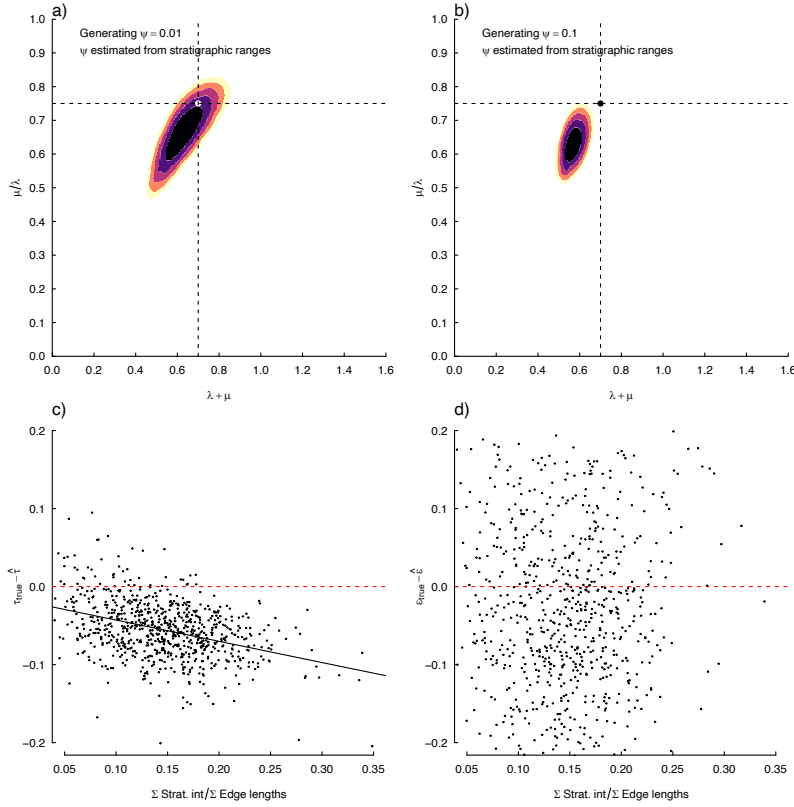 a)
Generating ψ = 0.01
ψ estimated from stratigraphic ranges
1.0
0.9
0.8
0.7
0.6
0.5
0.4
0.3
0.2
0.1
0.0
μ/λ
0.0 0.2 0.4 0.6 0.8 1.0 1.2 1.4 1.6
λ + μ
b)
Generating ψ = 0.1
ψ estimated from stratigraphic ranges
1.0
0.9
0.8
0.7
0.6
0.5
0.4
0.3
0.2
0.1
0.0
μ/λ
0.0 0.2 0.4 0.6 0.8 1.0 1.2 1.4 1.6
λ + μ
c)
0.2
0.1
0.0
−0.1
−0.2
τtrue − τ̂
0.05 0.10 0.15 0.20 0.25 0.30 0.35
Σ Strat. int/Σ Edge lengths
d)
0.2
0.1
0.0
−0.1
−0.2
εtrue − ε̂
0.05 0.10 0.15 0.20 0.25 0.30 0.35
Σ Strat. int/Σ Edge lengths